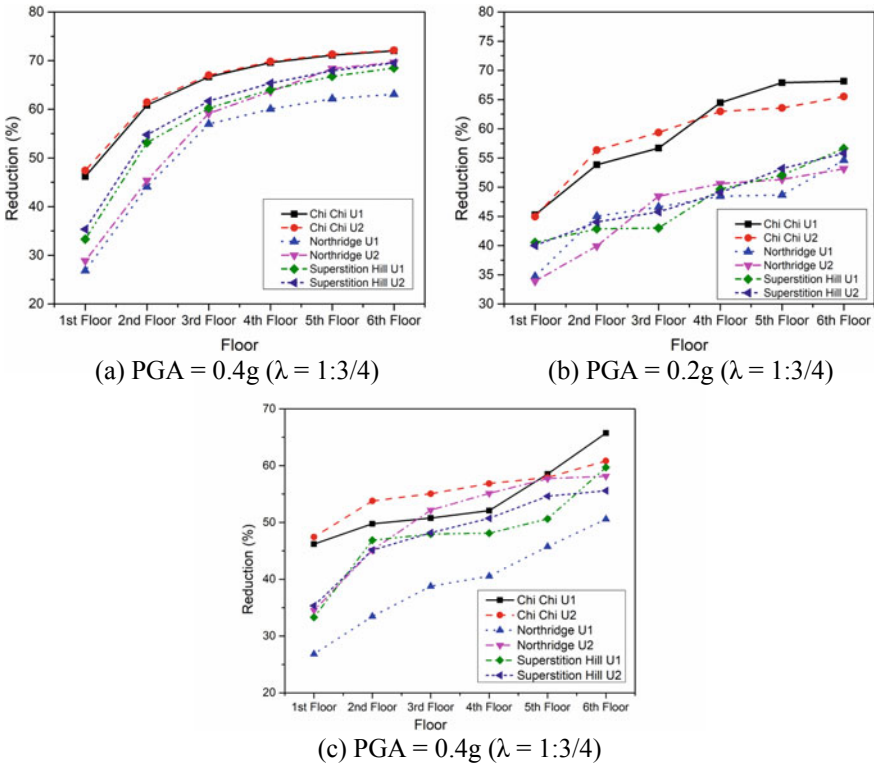 80
70
60
50
40
30
20
Reduction (%)
Chi Chi U1
Chi Chi U2
Northridge U1
Northridge U2
Superstition Hill U1
Superstition Hill U2
1st Floor 2nd Floor 3rd Floor 4th Floor 5th Floor 6th Floor
Floor
(a) PGA = 0.4g (λ = 1:3/4)
80
75
70
65
60
55
50
45
40
35
30
Reduction (%)
Chi Chi U1
Chi Chi U2
Northridge U1
Northridge U2
Superstition Hill U1
Superstition Hill U2
1st Floor 2nd Floor 3rd Floor 4th Floor 5th Floor 6th Floor
Floor
(b) PGA = 0.2g (λ = 1:3/4)
70
60
50
40
30
20
Reduction (%)
Chi Chi U1
Chi Chi U2
Northridge U1
Northridge U2
Superstition Hill U1
Superstition Hill U2
1st Floor 2nd Floor 3rd Floor 4th Floor 5th Floor 6th Floor
Floor
(c) PGA = 0.4g (λ = 1:3/4)